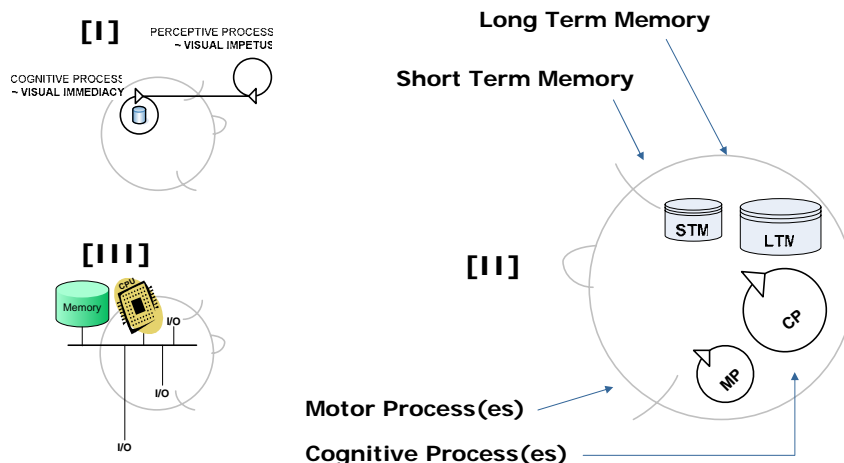 [I]
PERCEPTIVE PROCESS
~ VISUAL IMPETUS
COGNITIVE PROCESS
~ VISUAL IMMEDIACY
Long Term Memory
Short Term Memory
STM
LTM
[II]
CP
MP
Motor Process(es)
Cognitive Process(es)
[III]
Memory
CPU
I/O
I/O
I/O